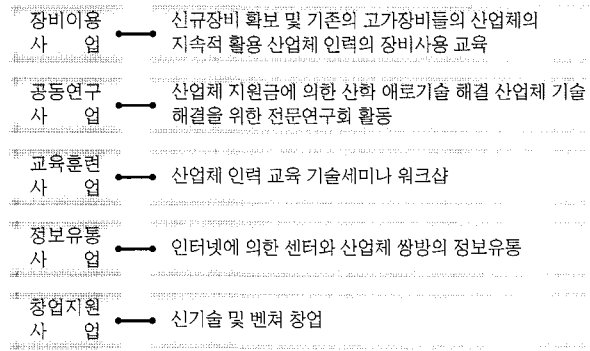 장비이용
사 업
신규장비 확보 및 기존의 고가장비들의 산업체의
지속적 활용 산업체 인력의 장비사용 교육
공동연구
사 업
산업체 지원금에 의한 산학 애로기술 해결 산업체 기술
해결을 위한 전문연구회 활동
교육훈련
사 업
산업체 인력 교육 기술세미나 워크샵
정보유통
사 업
인터넷에 의한 센터와 산업체 쌍방의 정보유통
창업지원
사 업
신기술 및 벤쳐 창업